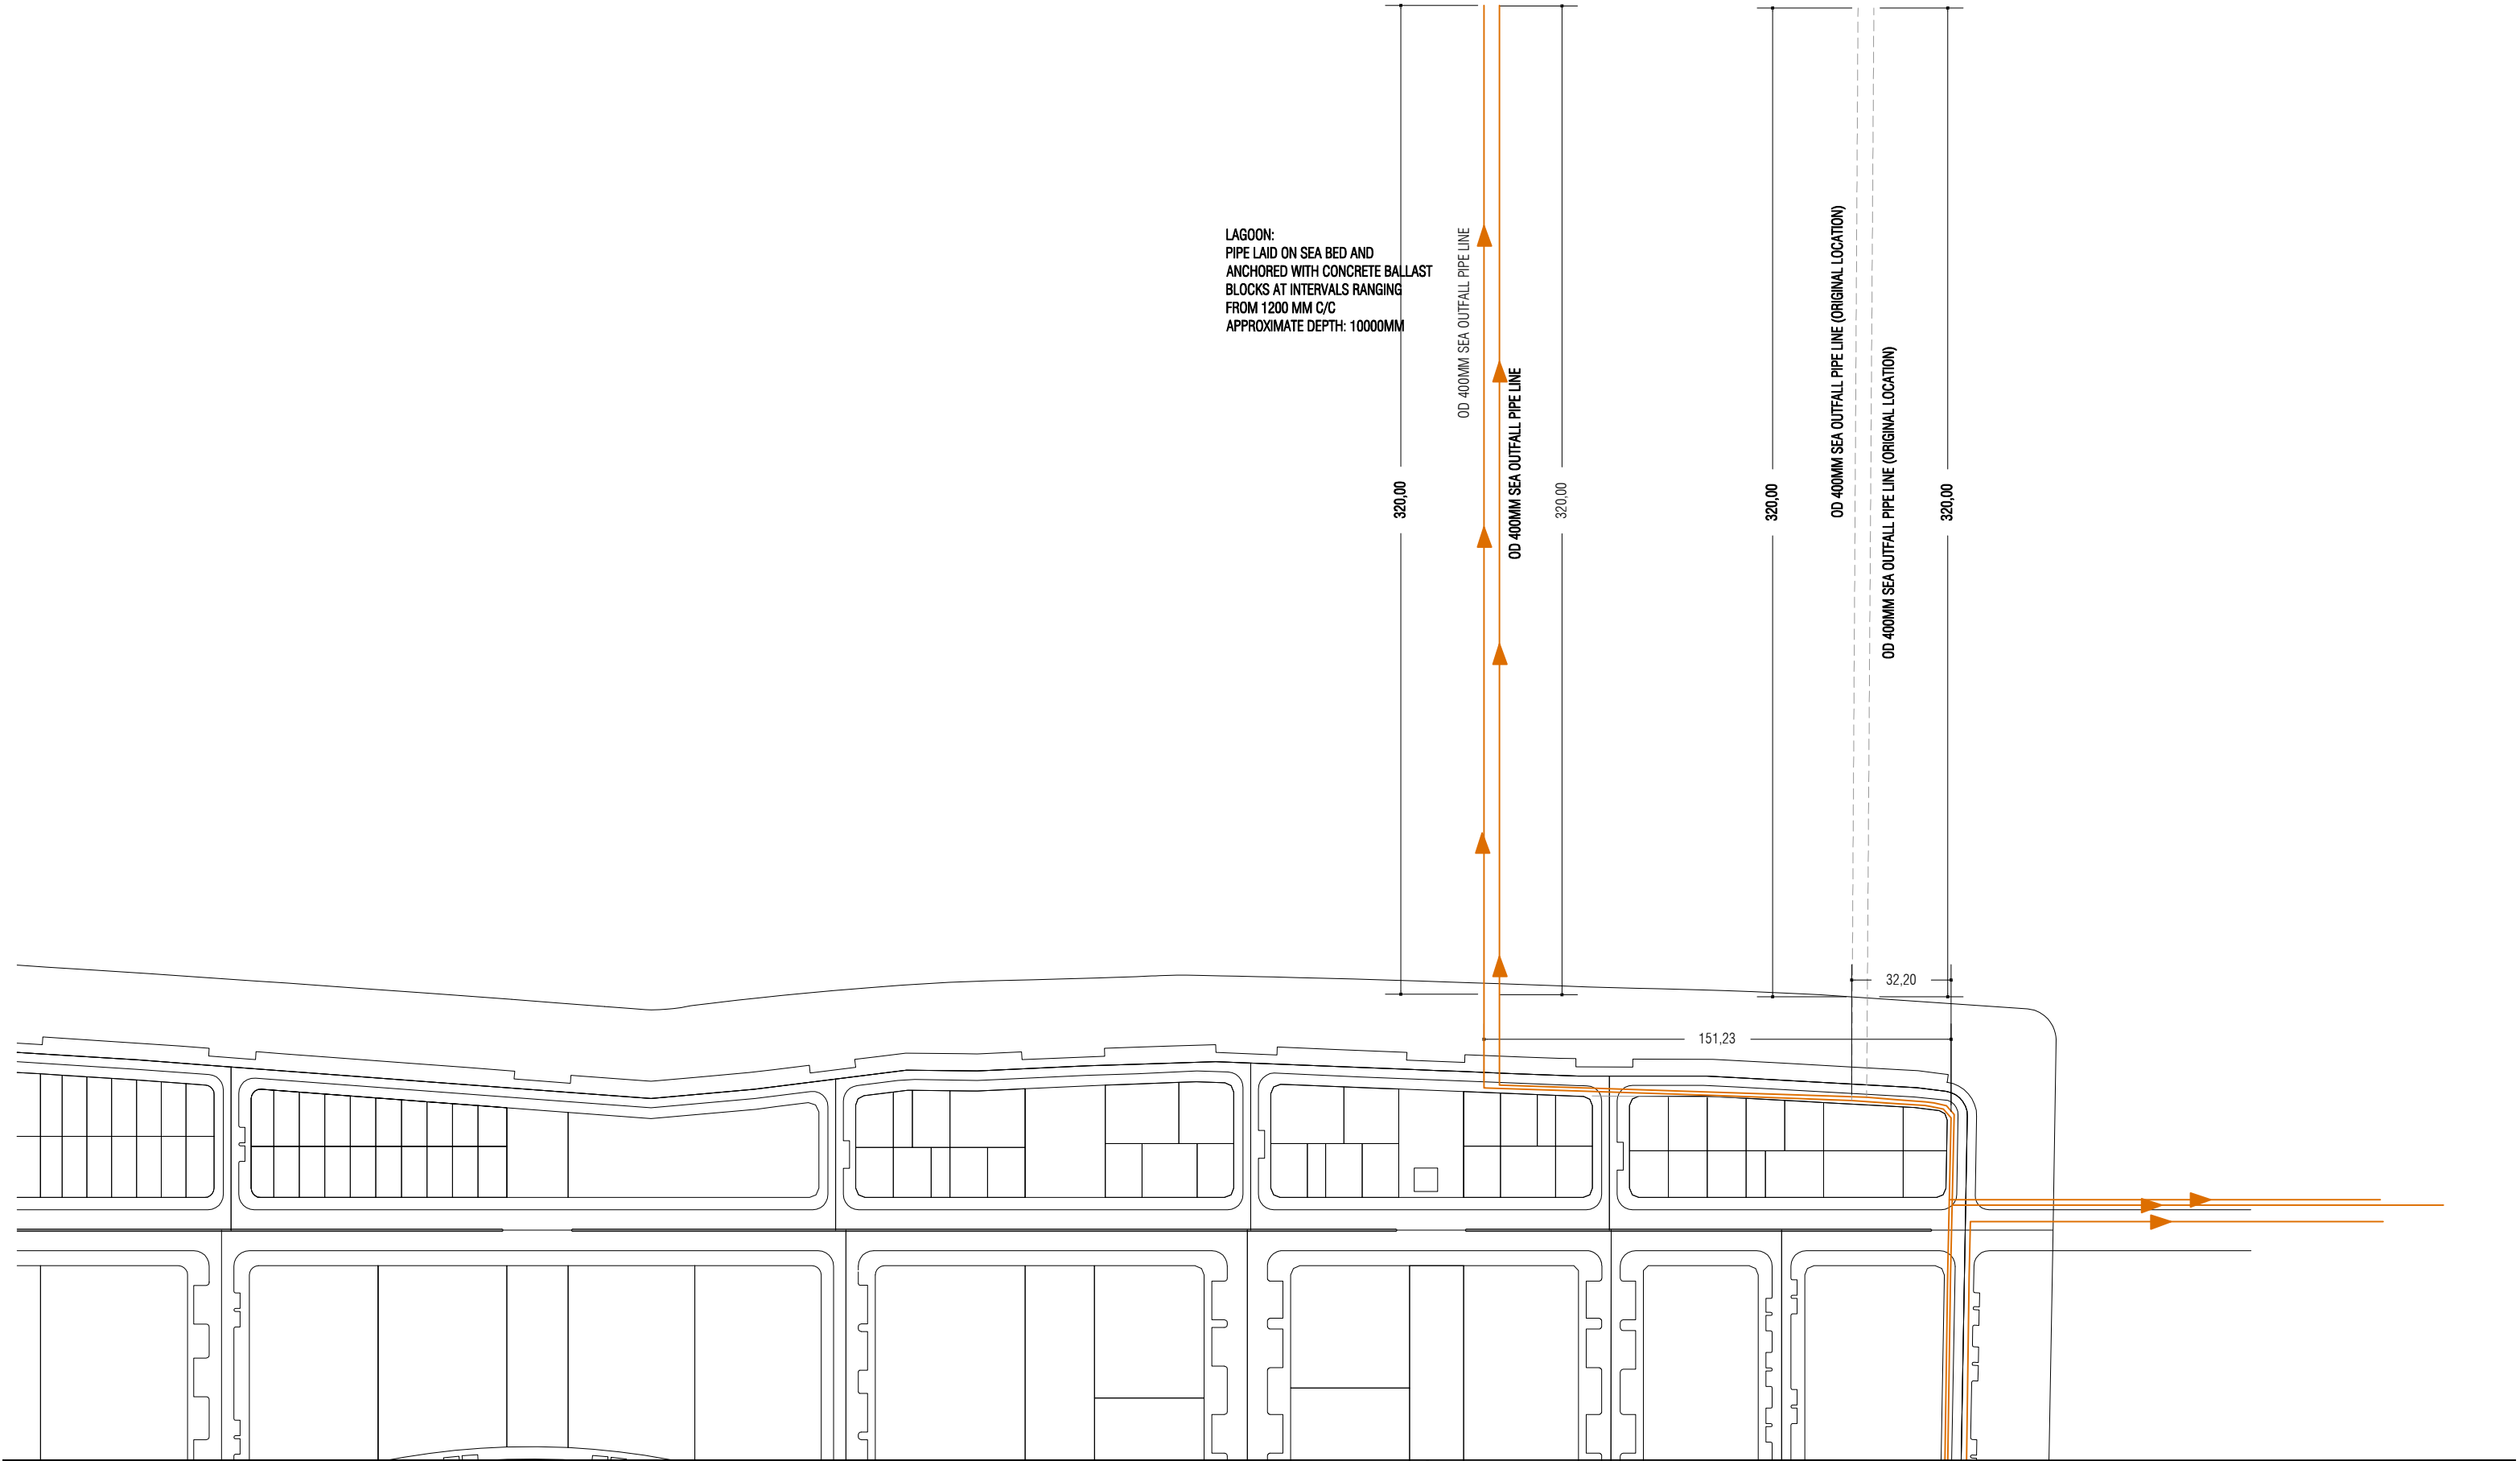 LAGOON:
PIPE LAID ON SEA BED AND
ANCHORED WITH CONCRETE BALLAST
BLOCKS AT INTERVALS RANGING
FROM 1200 MM C/C
APPROXIMATE DEPTH: 10000MM
OD 400MM SEA OUTFALL PIPE LINE
OD 400MM SEA OUTFALL PIPE LINE
OD 400MM SEA OUTFALL PIPE LINE (ORIGINAL LOCATION)
OD 400MM SEA OUTFALL PIPE LINE (ORIGINAL LOCATION)
320,00
320,00
320,00
320,00
32,20
151,23